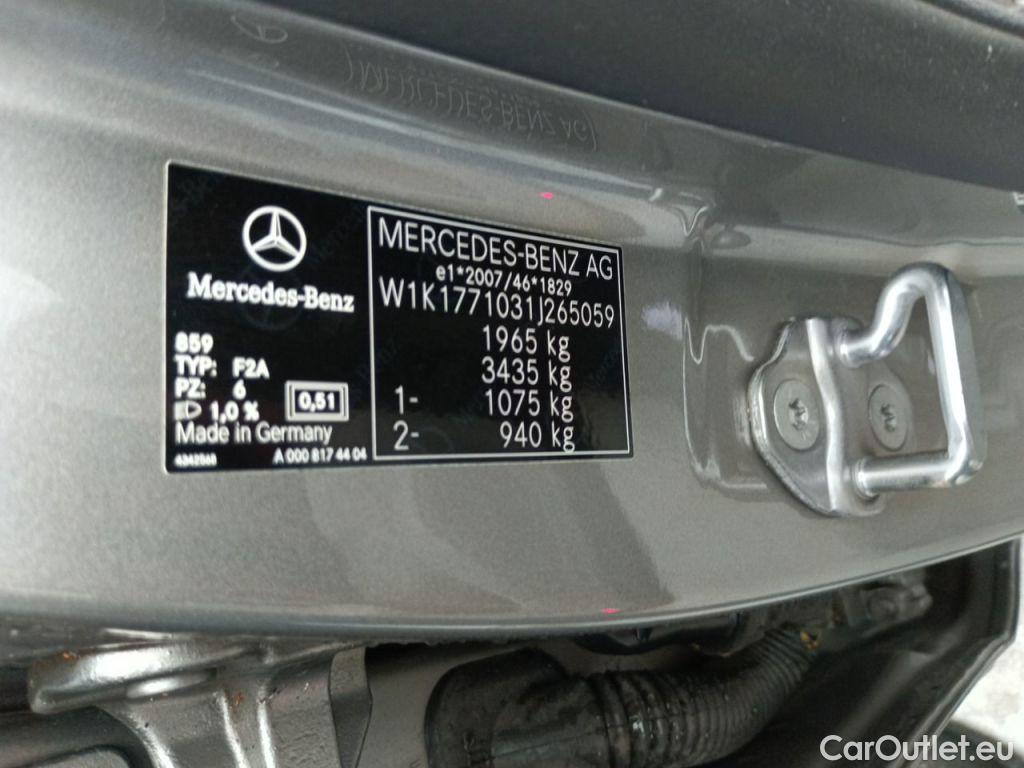 Mercedes-Benz
859
TYP: F2A
PZ: 6
1,0 %
0,51
Made in Germany
4342568
A 000 817 44 04
MERCEDES-BENZ AG
e1*2007/46*1829
W1K1771031J265059
1965 kg
3435 kg
1- 1075 kg
2- 940 kg
CarOutlet.eu